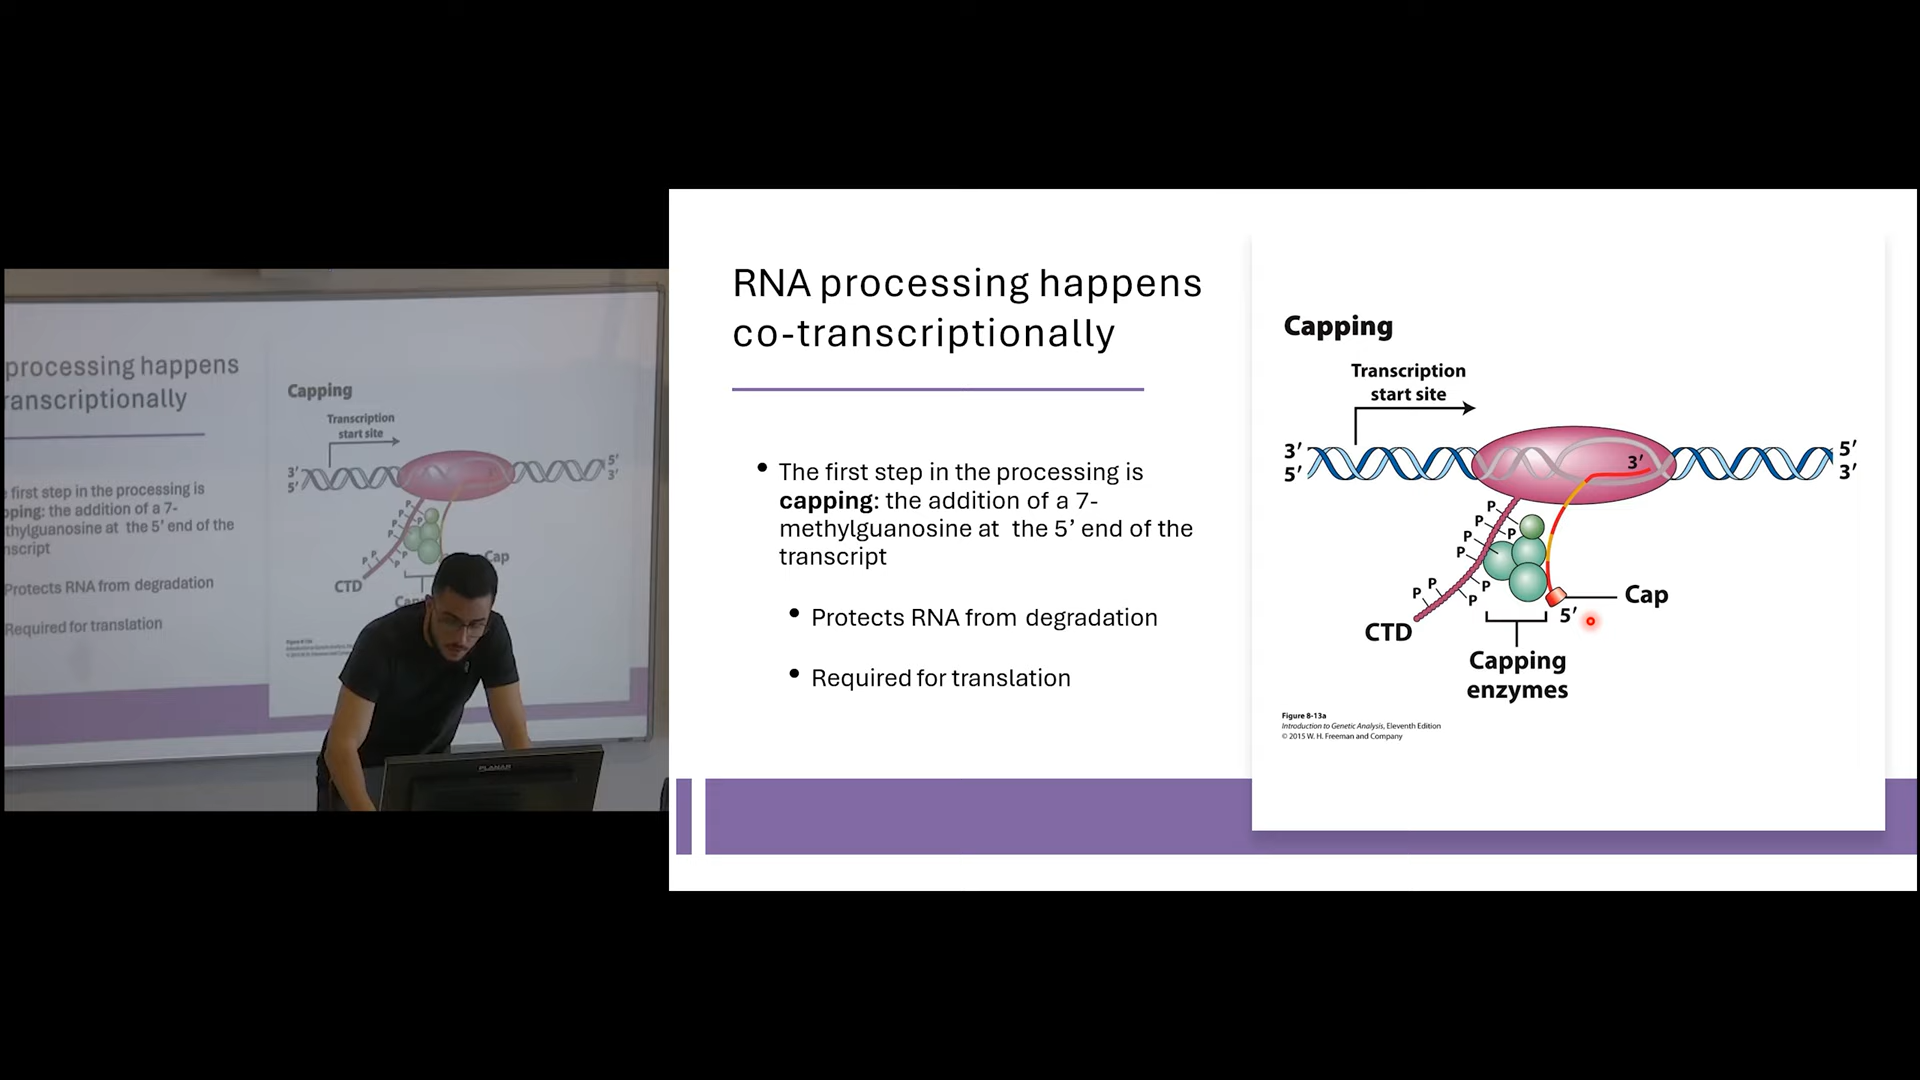 processing happens
ranscriptionally
first step in the processing is
pping: the addition of a 7-
thylguanosine at the 5’ end of the
nscript
Protects RNA from degradation
Required for translation
Capping
Transcription
start site
3’
5’
5’
3’
P
P
P
P
P
P
P
P
CTD
Cap
PLANAR
RNA processing happens
co-transcriptionally
• The first step in the processing is
capping: the addition of a 7-
methylguanosine at the 5’ end of the
transcript
• Protects RNA from degradation
• Required for translation
Capping
Transcription
start site
3’
5’
5’
3’
3’
P
P
P
P
P
P
P
P
P
CTD
Cap
5’
Capping
enzymes
Figure 8-13a
Introduction to Genetic Analysis, Eleventh Edition
© 2015 W. H. Freeman and Company